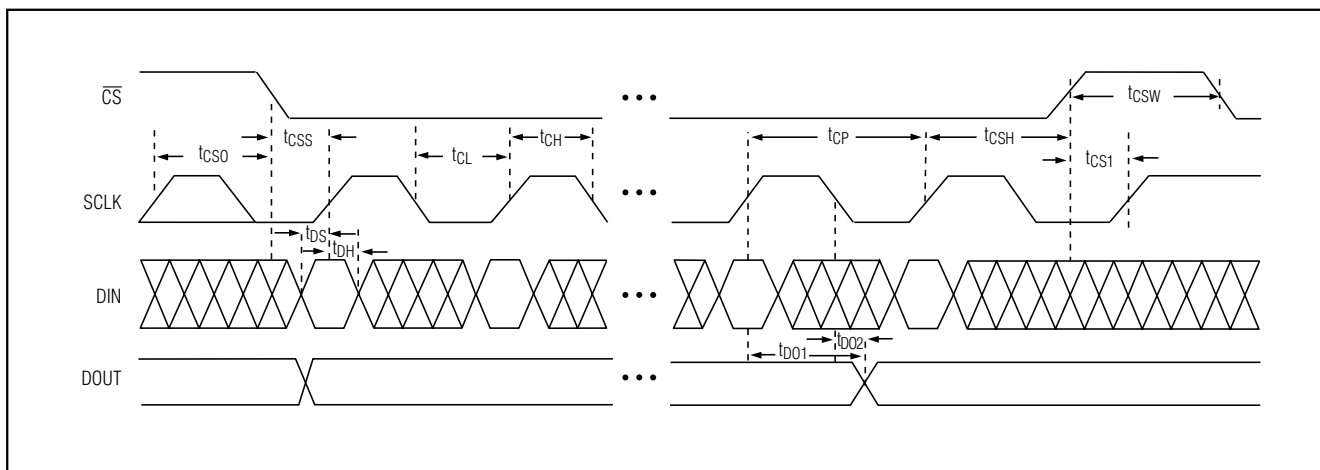 CS
tCSW
tCSS
tCH
tCP
tCSH
tCSO
tCL
tCS1
SCLK
tDS
tDH
DIN
tDO1
tDO2
DOUT